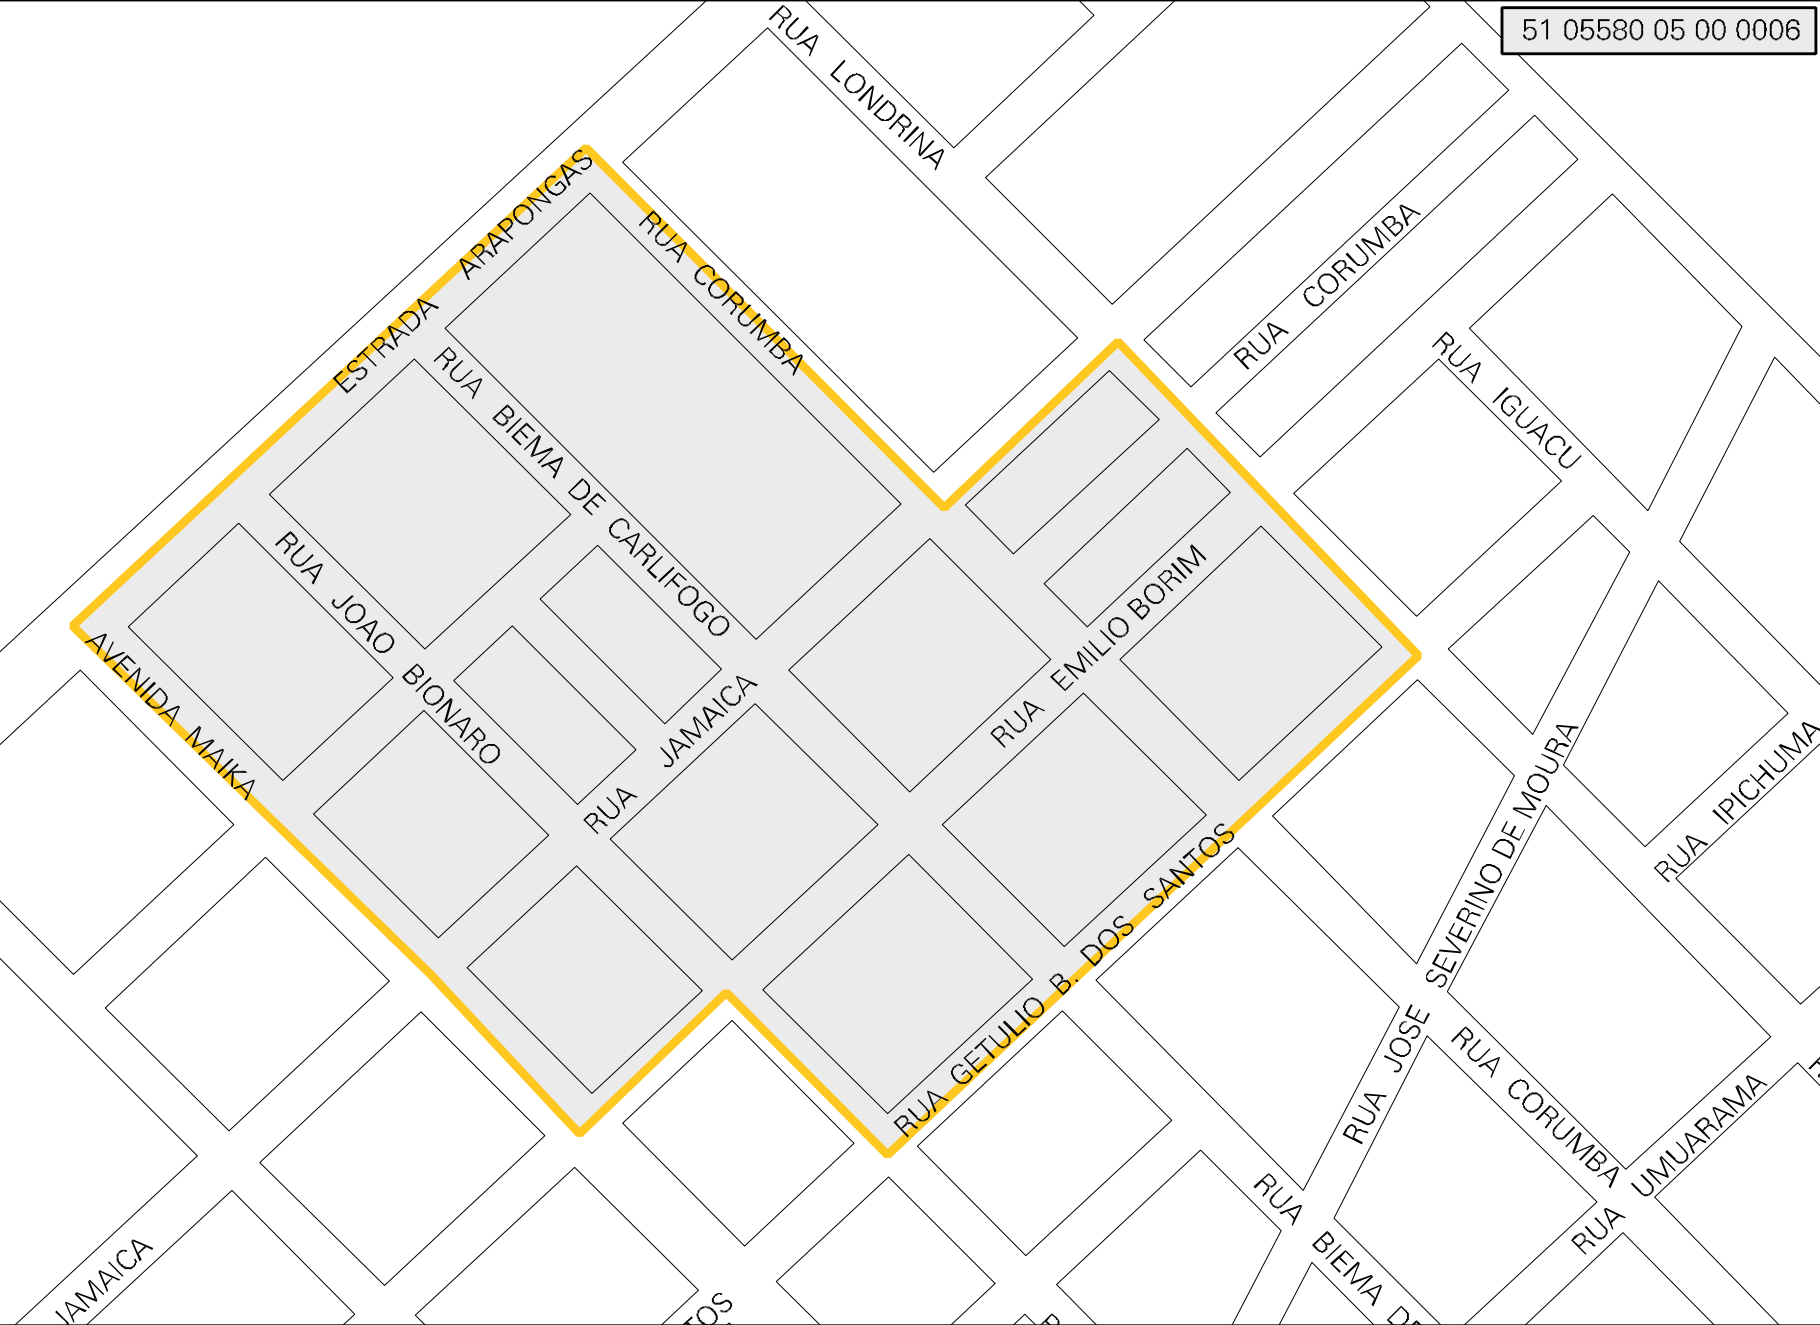 51 05580 05 00 0006
RUA LONDRINA
ESTRADA ARAPONGAS
RUA CORUMBA
RUA CORUMBA
RUA IGUACU
RUA BIEMA DE CARLIFOGO
RUA JOAO BIONARO
AVENIDA MAIKA
RUA JAMAICA
RUA EMILIO BORIM
RUA GETULIO B. DOS SANTOS
RUA JOSE SEVERINO DE MOURA
RUA IPICHUMA
RUA CORUMBA
RUA UMUARAMA
RUA BIEMA DE
JAMAICA
TOS